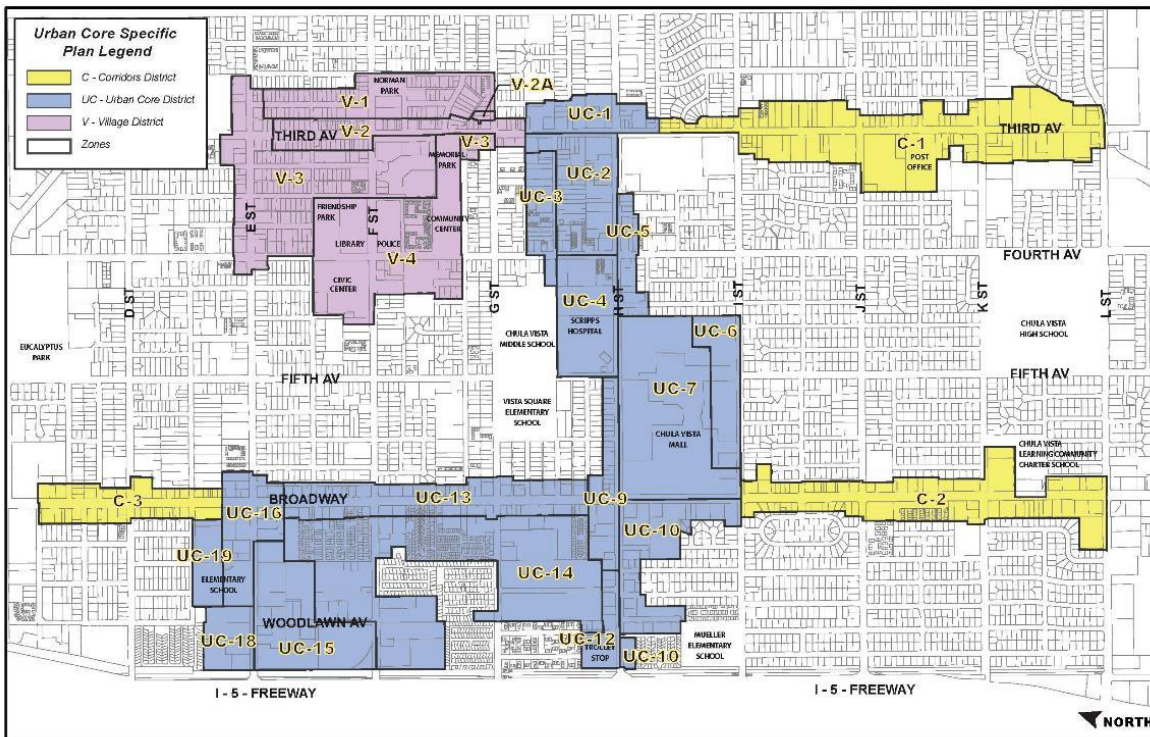 Urban Core Specific
Plan Legend
C - Corridors District
UC - Urban Core District
V - Village District
Zones
NORMAN
PARK
V-1
V-2A
V-2
THIRD AV
V-3
MEMORIAL
PARK
UC-1
C-1
THIRD AV
POST
OFFICE
V-3
E ST
FRIENDSHIP
PARK
F ST
LIBRARY
POLICE
V-4
COMMUNITY
CENTER
CIVIC
CENTER
UC-2
UC-3
UC-5
FOURTH AV
D ST
G ST
UC-4
H ST
SCRIPPS
HOSPITAL
I ST
J ST
K ST
L ST
EUCALYPTUS
PARK
CHULA VISTA
MIDDLE SCHOOL
UC-6
CHULA VISTA
HIGH SCHOOL
FIFTH AV
FIFTH AV
UC-7
VISTA SQUARE
ELEMENTARY
SCHOOL
CHULA VISTA
MALL
CHULA VISTA
LEARNING COMMUNITY
CHARTER SCHOOL
C-3
BROADWAY
UC-13
UC-9
C-2
UC-16
UC-10
UC-19
ELEMENTARY
SCHOOL
UC-14
WOODLAWN AV
UC-18
UC-15
UC-12
TROLLEY
STOP
UC-10
MUELLER
ELEMENTARY
SCHOOL
I - 5 - FREEWAY
I - 5 - FREEWAY
NORTH